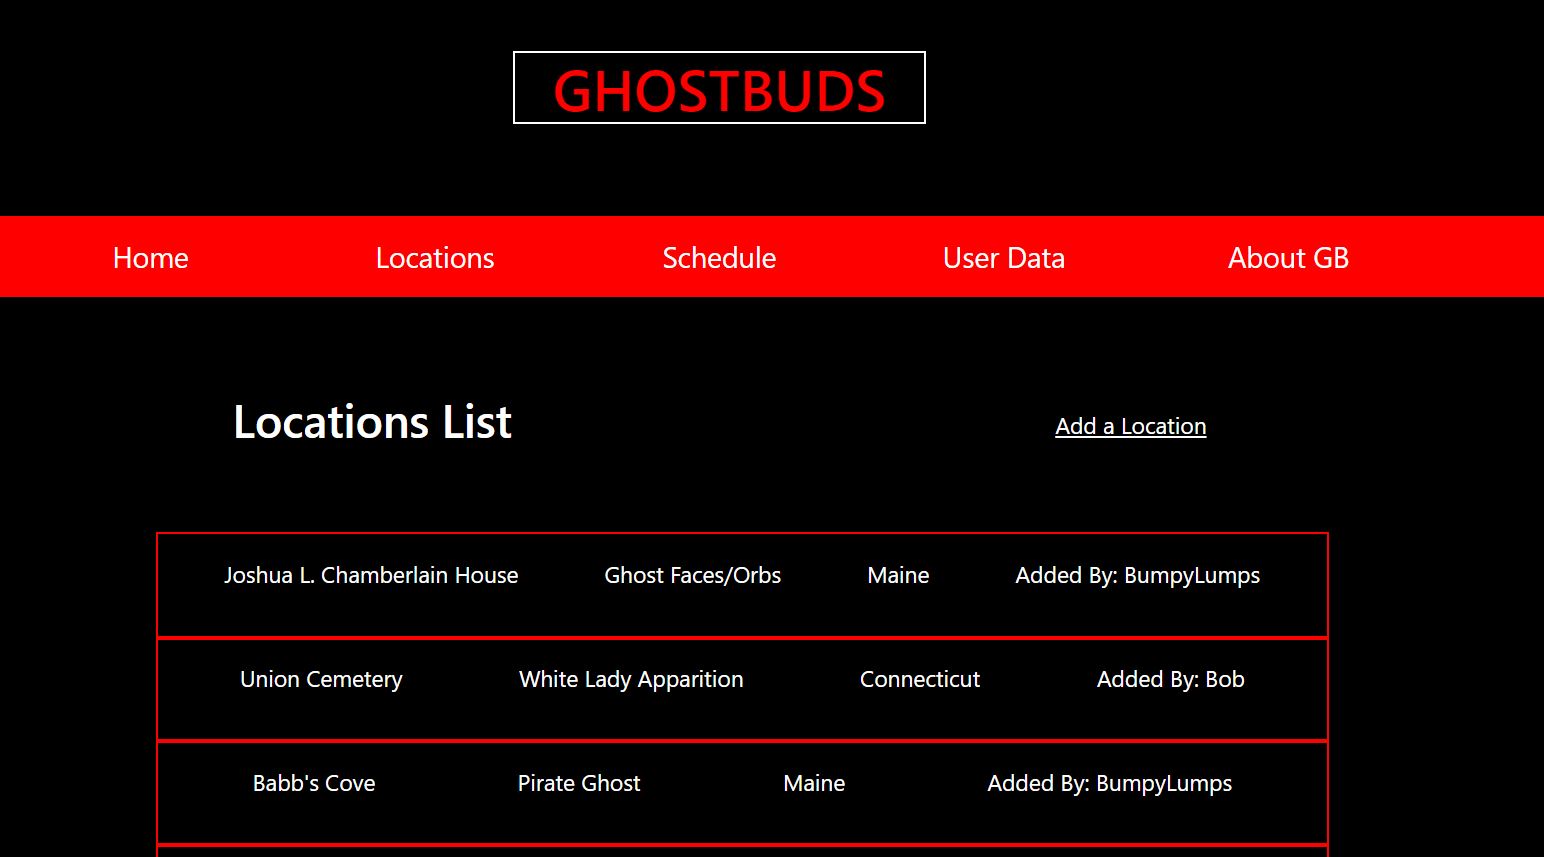 GHOSTBUDS
Home Locations Schedule User Data About GB
Locations List Add a Location
Joshua L. Chamberlain House Ghost Faces/Orbs Maine Added By: BumpyLumps
Union Cemetery White Lady Apparition Connecticut Added By: Bob
Babb's Cove Pirate Ghost Maine Added By: BumpyLumps